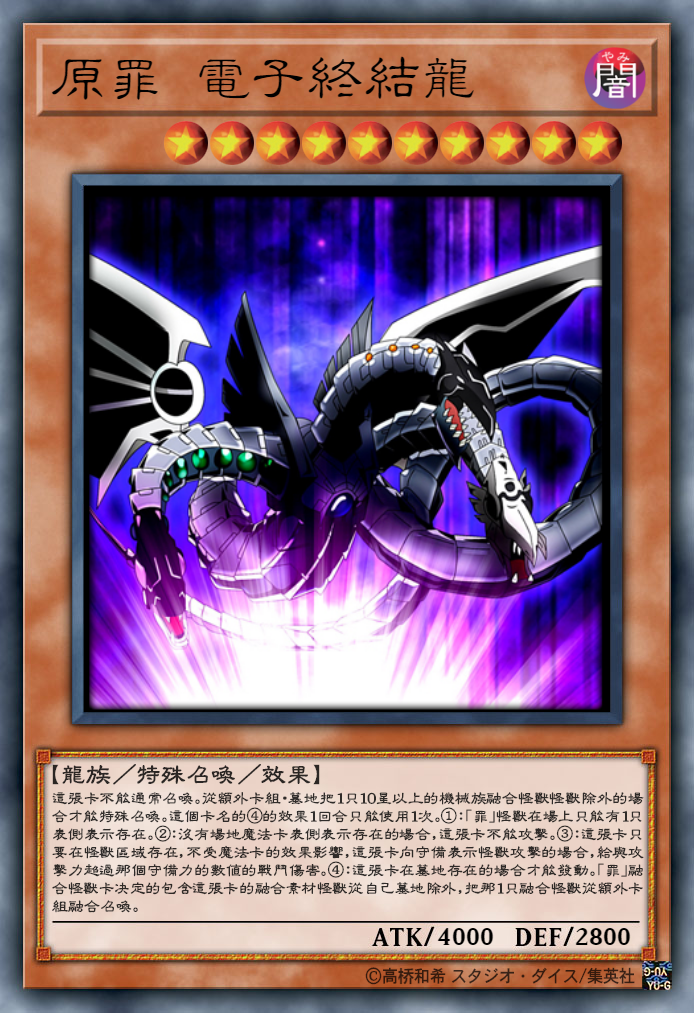 原罪 電子終結龍
やみ
闇
【龍族／特殊召喚／效果】
這張卡不能通常召喚。從額外卡組·墓地把1只10星以上的機械族融合怪獸怪獸除外的場
合才能特殊召喚。這個卡名的④的效果1回合只能使用1次。①:「罪」怪獸在場上只能有1只
表側表示存在。②:沒有場地魔法卡表側表示存在的場合,這張卡不能攻擊。③:這張卡只
要在怪獸區域存在,不受魔法卡的效果影響,這張卡向守備表示怪獸攻擊的場合,給與攻
擊力超過那個守備力的數值的戰鬥傷害。④:這張卡在墓地存在的場合才能發動。「罪」融
合怪獸卡決定的包含這張卡的融合素材怪獸從自己墓地除外,把那1只融合怪獸從額外卡
組融合召喚。
ATK/4000 DEF/2800
©高桥和希 スタジオ・ダイス/集英社